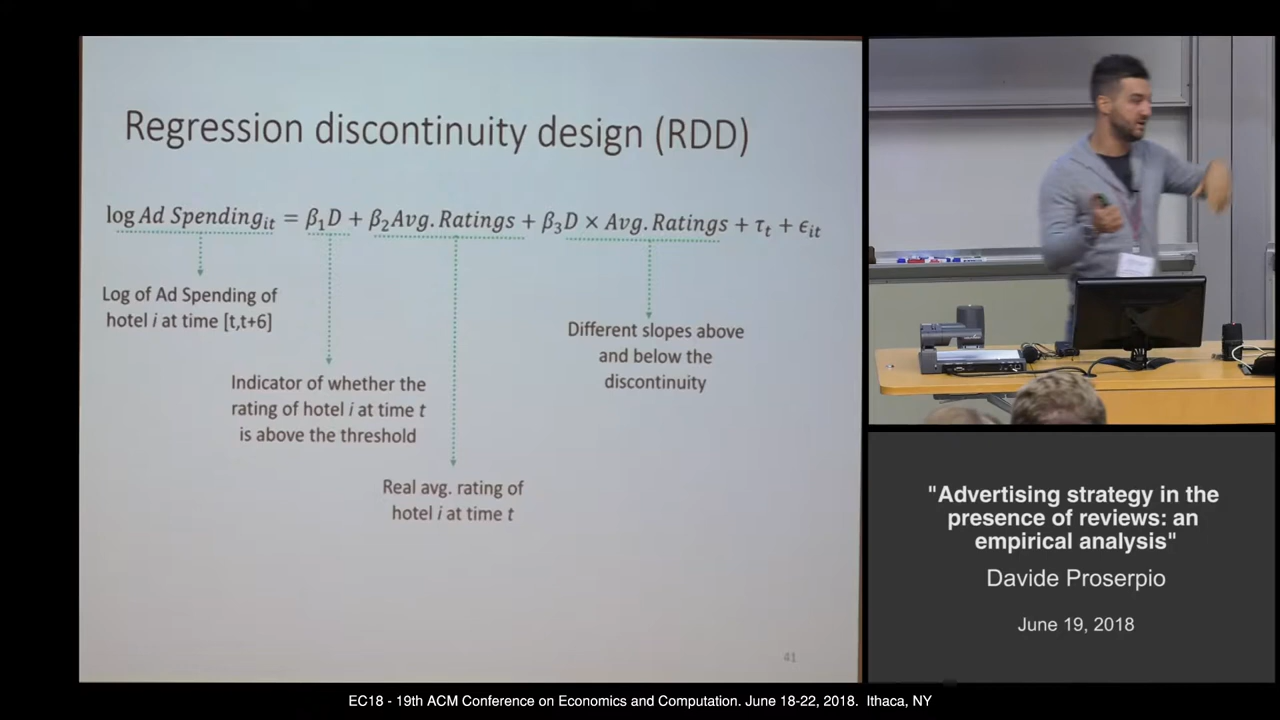 Regression discontinuity design (RDD)
log Ad Spending_it = β₁D + β₂Avg. Ratings + β₃D × Avg. Ratings + τ_t + ϵ_it
Log of Ad Spending of
hotel i at time [t,t+6]
Indicator of whether the
rating of hotel i at time t
is above the threshold
Real avg. rating of
hotel i at time t
Different slopes above
and below the
discontinuity
41
"Advertising strategy in the
presence of reviews: an
empirical analysis"
Davide Proserpio
June 19, 2018
EC18 - 19th ACM Conference on Economics and Computation. June 18-22, 2018. Ithaca, NY